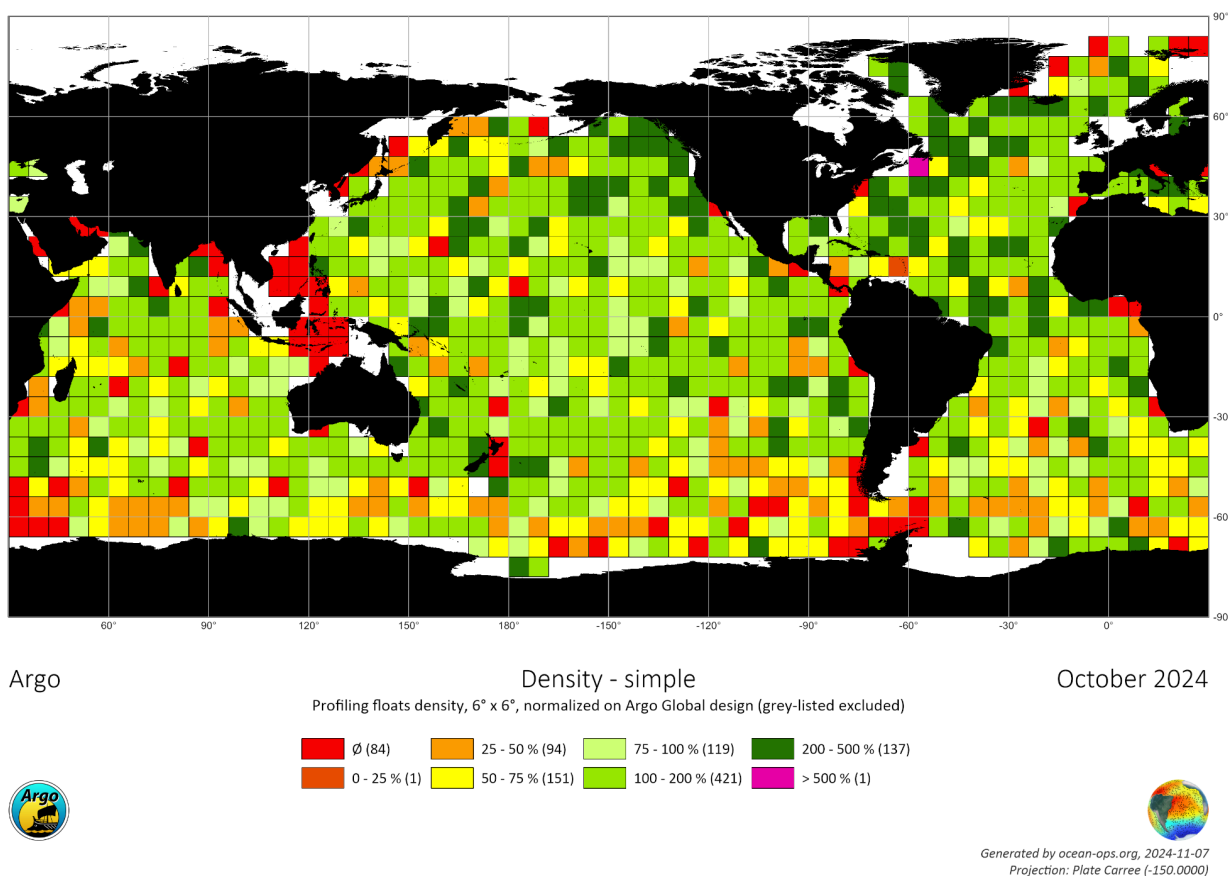 90°
60°
30°
0°
-30
-60
-90
60°
90°
120°
150°
180°
-150°
-120°
-90°
-60°
-30°
0°
Argo
Density - simple
October 2024
Profiling floats density, 6° x 6°, normalized on Argo Global design (grey-listed excluded)
Ø (84)
25 - 50 % (94)
75 - 100 % (119)
200 - 500 % (137)
0 - 25 % (1)
50 - 75 % (151)
100 - 200 % (421)
> 500 % (1)
Argo
Generated by ocean-ops.org, 2024-11-07
Projection: Plate Carree (-150.0000)